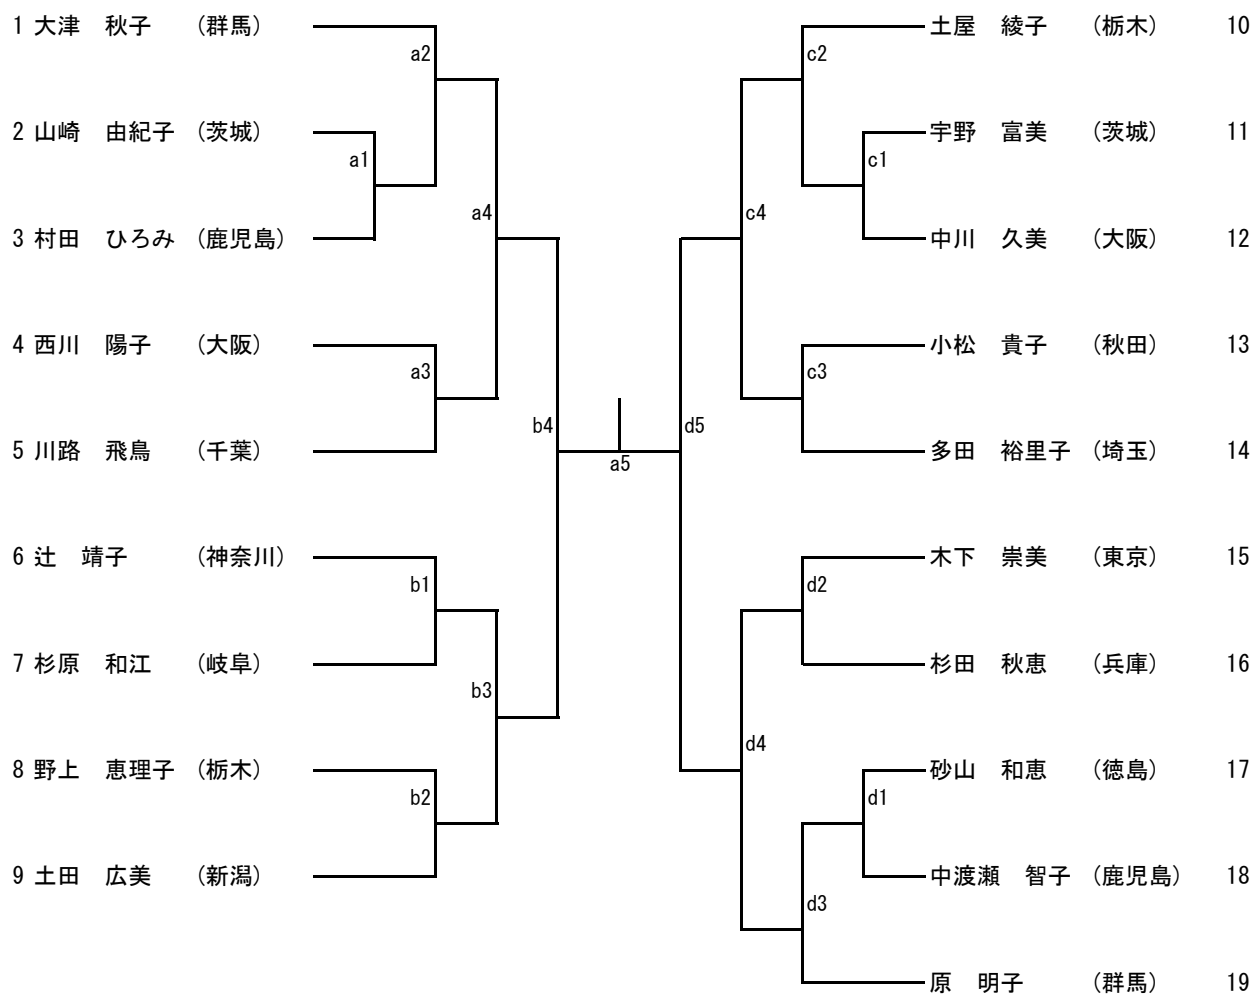 1 大津　秋子　（群馬）
a2
2 山崎　由紀子　（茨城）
a1
3 村田　ひろみ　（鹿児島）
a4
4 西川　陽子　（大阪）
a3
5 川路　飛鳥　（千葉）
b4
a5
6 辻　靖子　（神奈川）
b1
7 杉原　和江　（岐阜）
b3
8 野上　恵理子　（栃木）
b2
9 土田　広美　（新潟）
土屋　綾子　（栃木）　10
c2
宇野　富美　（茨城）　11
c1
中川　久美　（大阪）　12
c4
小松　貴子　（秋田）　13
c3
多田　裕里子　（埼玉）　14
d5
木下　崇美　（東京）　15
d2
杉田　秋恵　（兵庫）　16
d4
砂山　和恵　（徳島）　17
d1
中渡瀬　智子　（鹿児島）　18
d3
原　明子　（群馬）　19